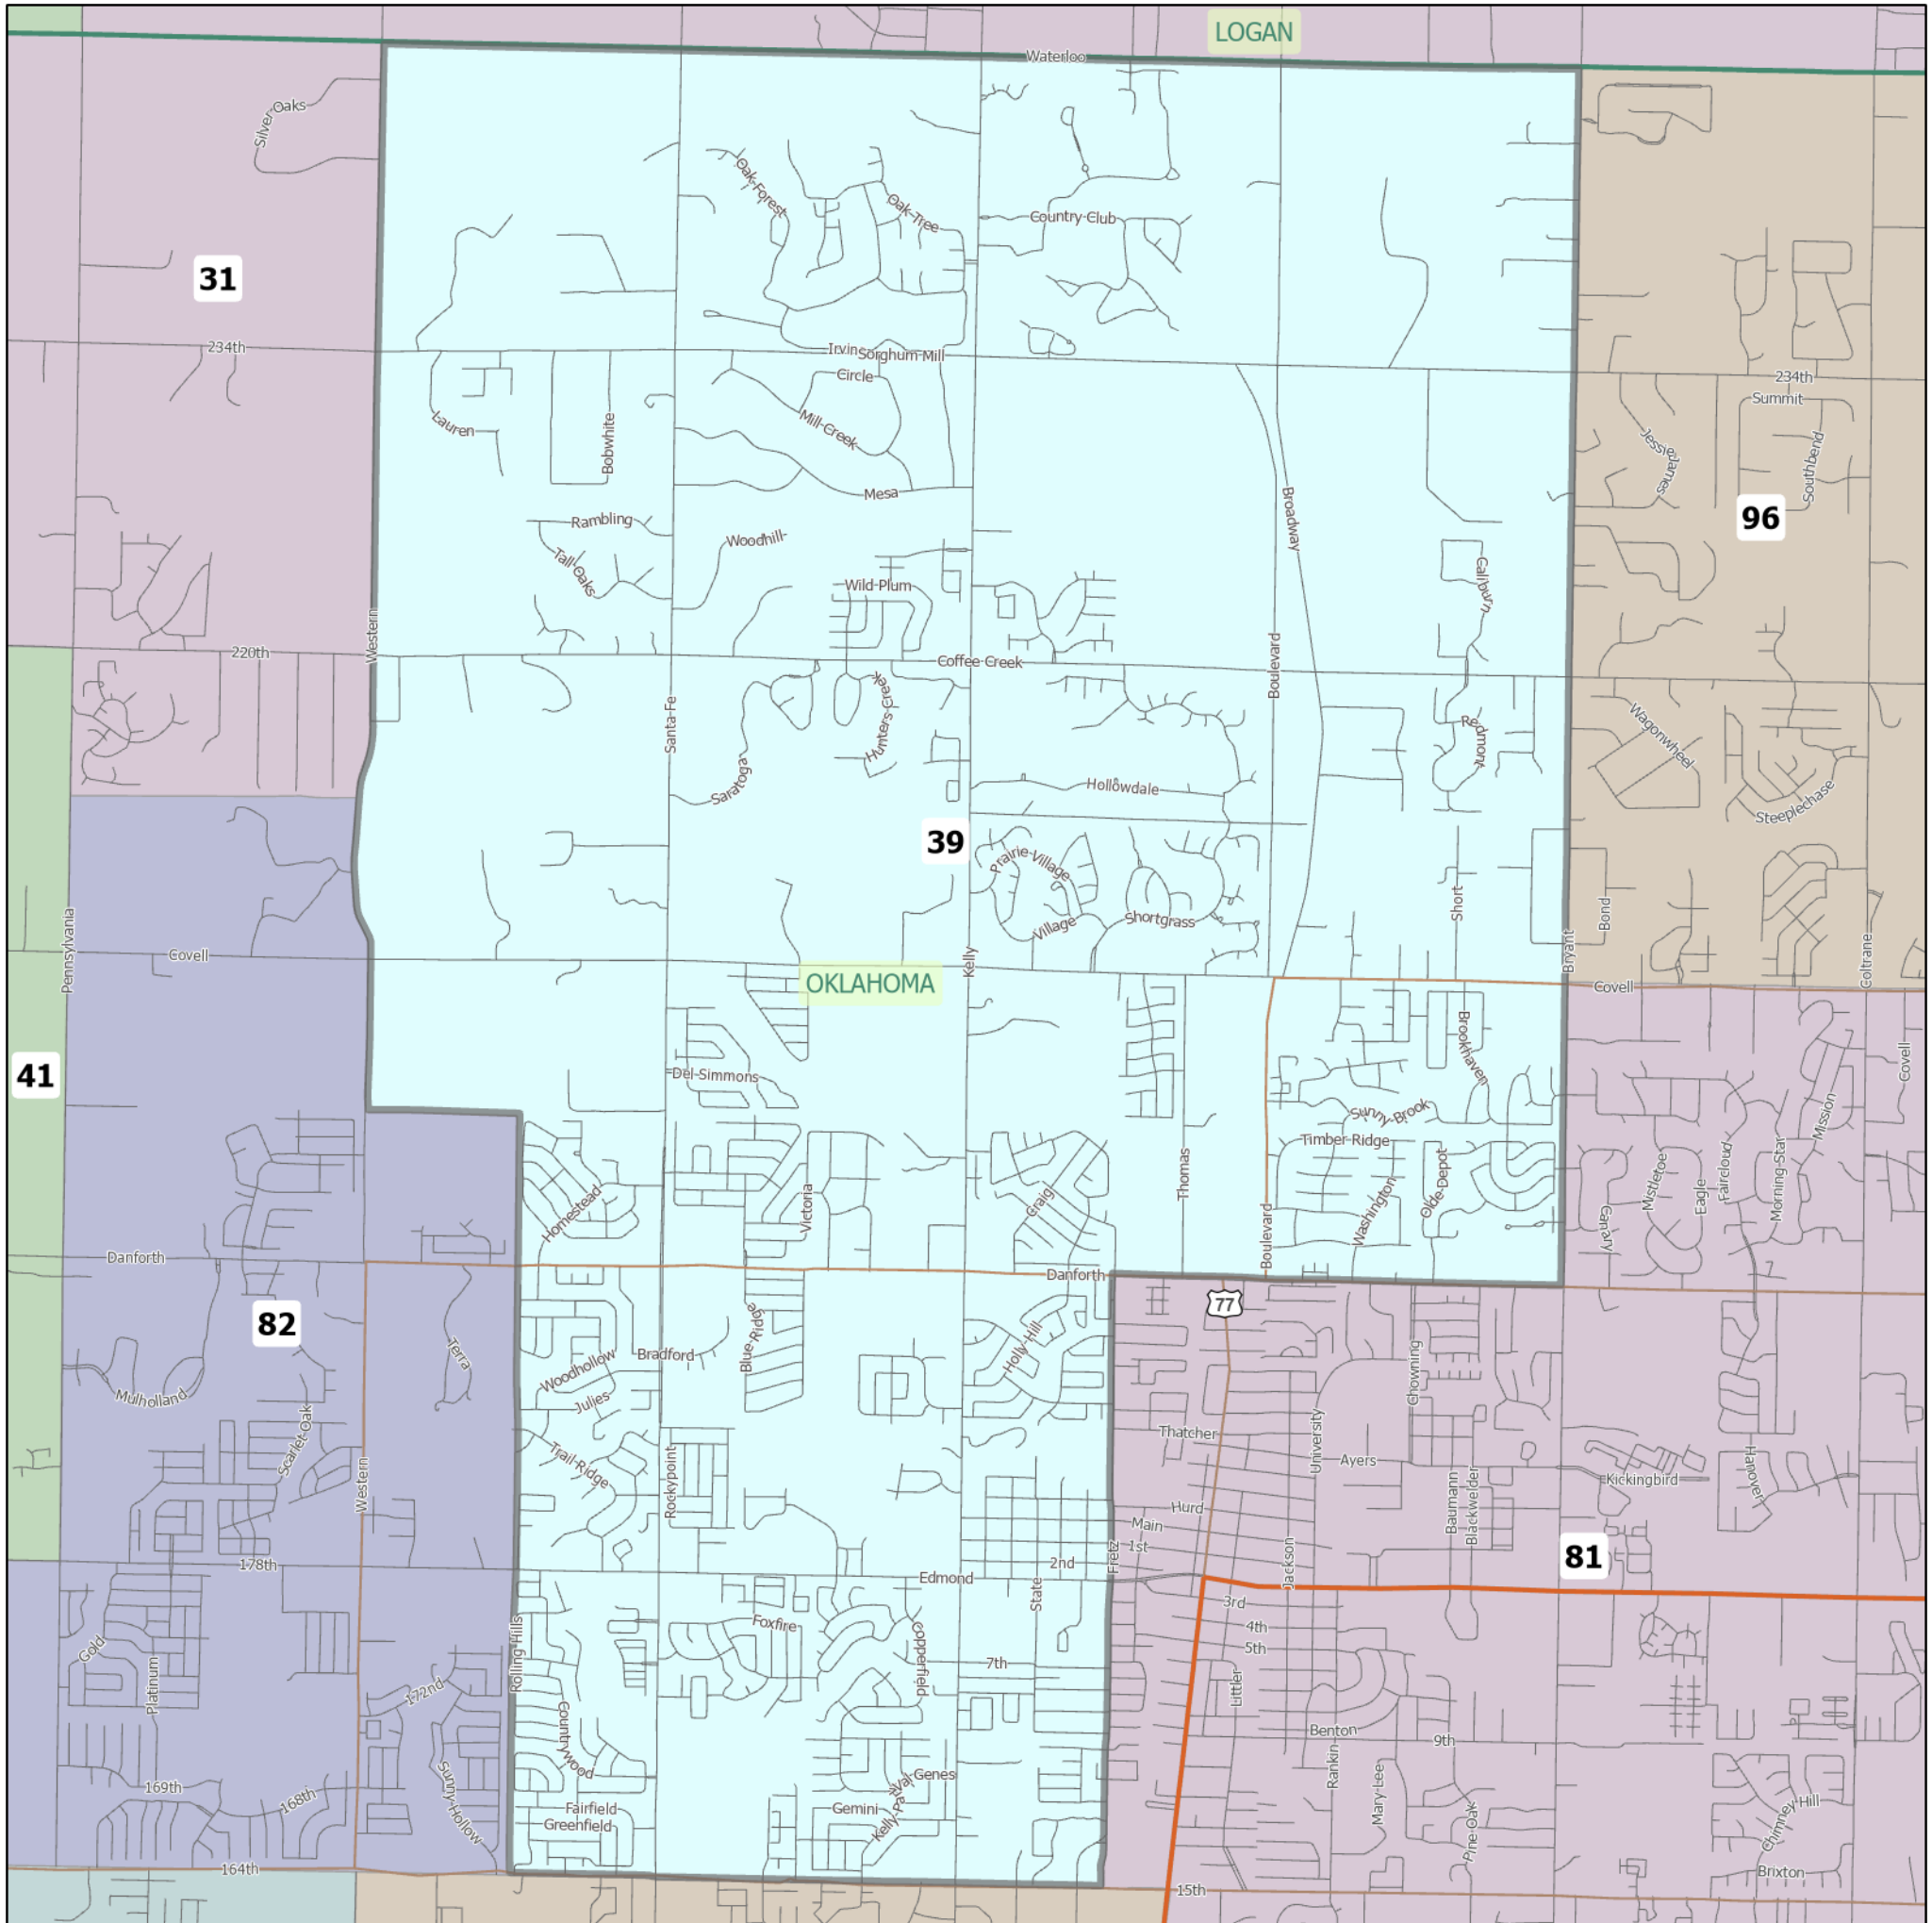 LOGAN
Waterloo
Silver Oaks
Oak Forest
Oak Tree
Country Club
31
234th
Irvin
Sorghum Mill
Circle
234th
Summit
Lauren
Bobwhite
Mill Creek
Jessie James
Southbend
Mesa
Broadway
96
Rambling
Woodhill
Tall Oaks
Wild Plum
Caliburn
Western
220th
Coffee Creek
Boulevard
Santa Fe
Hunters Creek
Redmont
Wagonwheel
Saratoga
Hollowdale
Steeplechase
39
Prairie Village
Village
Shortgrass
Short
Bond
Pennsylvania
Covell
Kelly
Bryant
Coltrane
OKLAHOMA
Covell
41
Del Simmons
Brookhaven
Covell
Sunny Brook
Mission
Timber Ridge
Thomas
Homestead
Victoria
Craig
Washington
Olde Depot
Boulevard
Canary
Mistletoe
Eagle
Faircloud
Morning Star
Danforth
Danforth
77
82
Terra
Blue Ridge
Holly Hill
Woodhollow
Bradford
Julies
Chowning
Mulholland
Scarlet Oak
Trail Ridge
Rockypoint
Thatcher
University
Ayers
Kickingbird
Hanover
Western
Baumann
Blackwelder
Hurd
Main
1st
Fretz
2nd
Jackson
81
178th
Edmond
State
3rd
4th
5th
Foxfire
Copperfield
7th
Rolling Hills
Gold
Platinum
172nd
Littler
Countrywood
Benton
9th
Rankin
Mary Lee
Pine Oak
169th
168th
Sunny Hollow
Val Genes
Kelly Pa
Gemini
Fairfield
Greenfield
Chimney Hill
Brixton
164th
15th